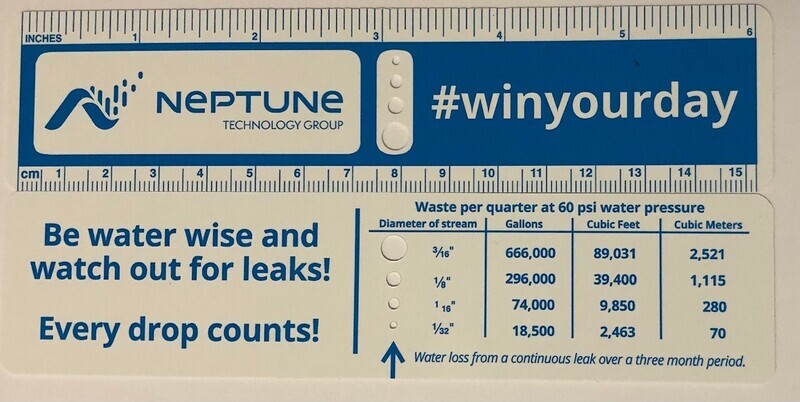 INCHES 1 2 3 4 5 6
NEPTUNE
TECHNOLOGY GROUP
#winyourday
cm 1 2 3 4 5 6 7 8 9 10 11 12 13 14 15
Be water wise and
watch out for leaks!
Every drop counts!
Waste per quarter at 60 psi water pressure
Diameter of stream Gallons Cubic Feet Cubic Meters
3/16" 666,000 89,031 2,521
1/8" 296,000 39,400 1,115
1 16" 74,000 9,850 280
1/32" 18,500 2,463 70
Water loss from a continuous leak over a three month period.